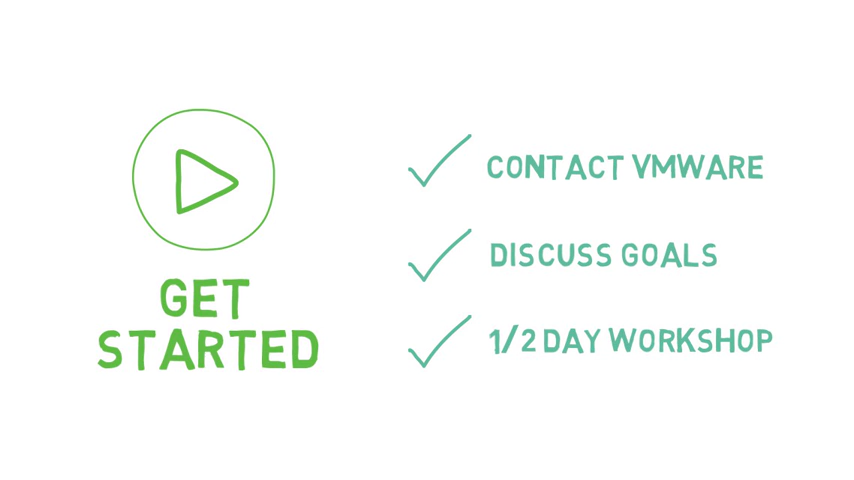 GET
STARTED
CONTACT VMWARE
DISCUSS GOALS
1/2 DAY WORKSHOP